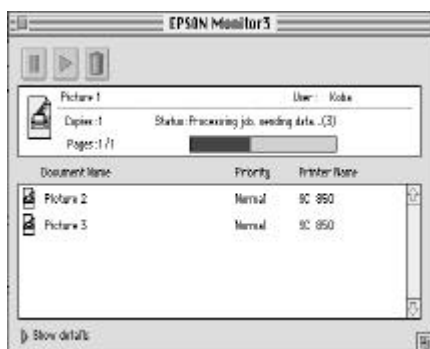 EPSON Monitor3
Picture 1 User: Koba
Copies:1 Status:Processing job, sending data..(3)
Pages:1/1
Document Name Priority Printer Name
Picture 2 Normal SC 850
Picture 3 Normal SC 850
Show details